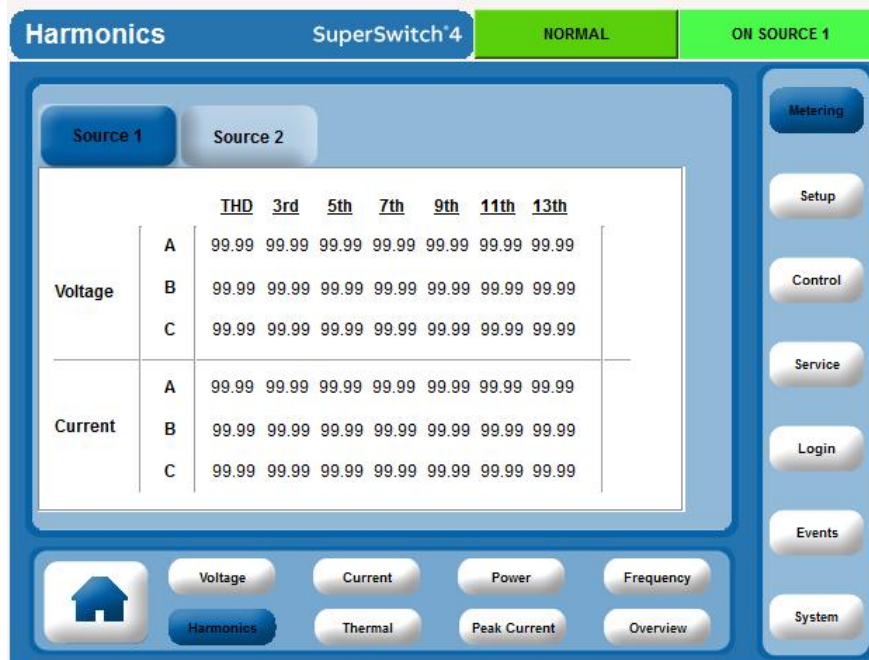 Harmonics SuperSwitch°4 NORMAL ON SOURCE 1
Source 1 Source 2
THD 3rd 5th 7th 9th 11th 13th
A 99.99 99.99 99.99 99.99 99.99 99.99 99.99
Voltage B 99.99 99.99 99.99 99.99 99.99 99.99 99.99
C 99.99 99.99 99.99 99.99 99.99 99.99 99.99
A 99.99 99.99 99.99 99.99 99.99 99.99 99.99
Current B 99.99 99.99 99.99 99.99 99.99 99.99 99.99
C 99.99 99.99 99.99 99.99 99.99 99.99 99.99
Voltage Current Power Frequency
Harmonics Thermal Peak Current Overview
Metering
Setup
Control
Service
Login
Events
System